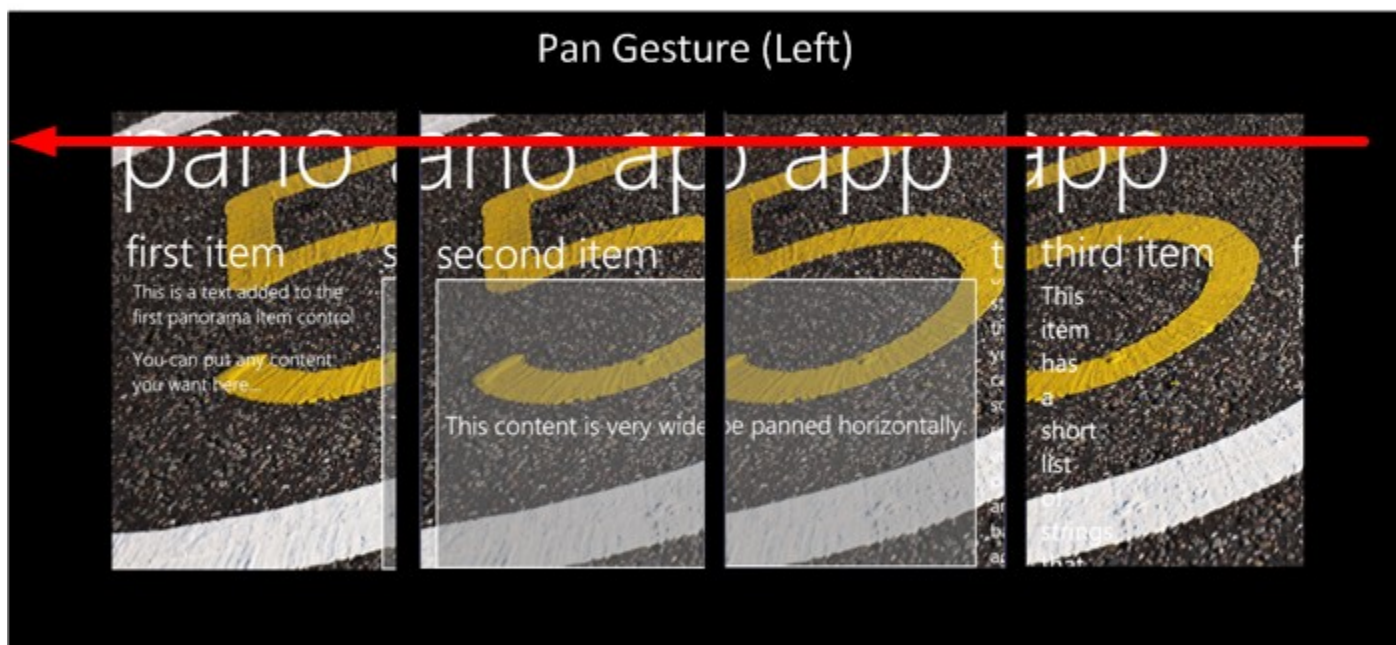 Pan Gesture (Left)
pano
ano ap
o app
app
first item
s
second item
t
third item
f
This is a text added to the
first panorama item control
You can put any content
you want here...
This content is very wide
be panned horizontally.
This
item
has
a
short
list
of
strings
that